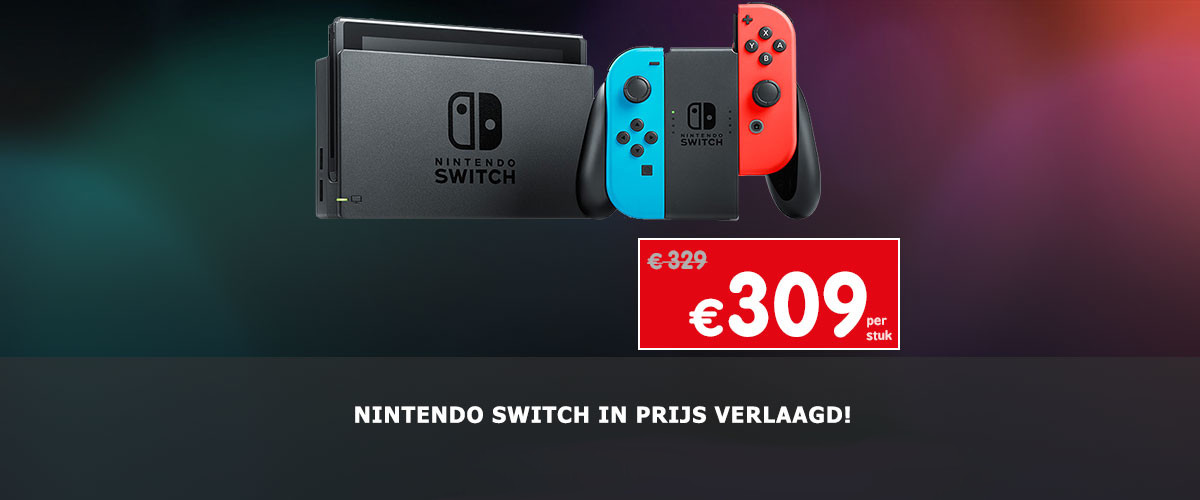 NINTENDO
SWITCH
NINTENDO
SWITCH
X
Y
A
B
€ 329
€309
per
stuk
NINTENDO SWITCH IN PRIJS VERLAAGD!